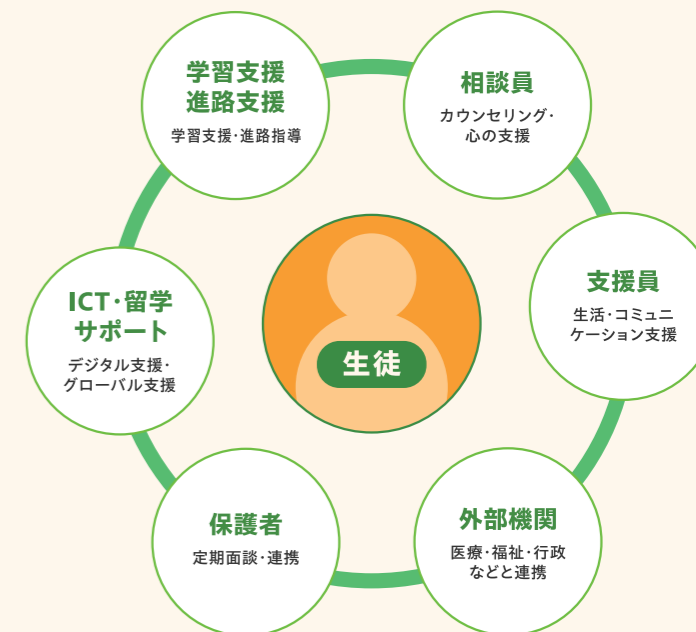 学習支援
進路支援
学習支援・進路指導
相談員
カウンセリング・
心の支援
支援員
生活・コミュニ
ケーション支援
ICT・留学
サポート
デジタル支援・
グローバル支援
生徒
保護者
定期面談・連携
外部機関
医療・福祉・行政
などと連携